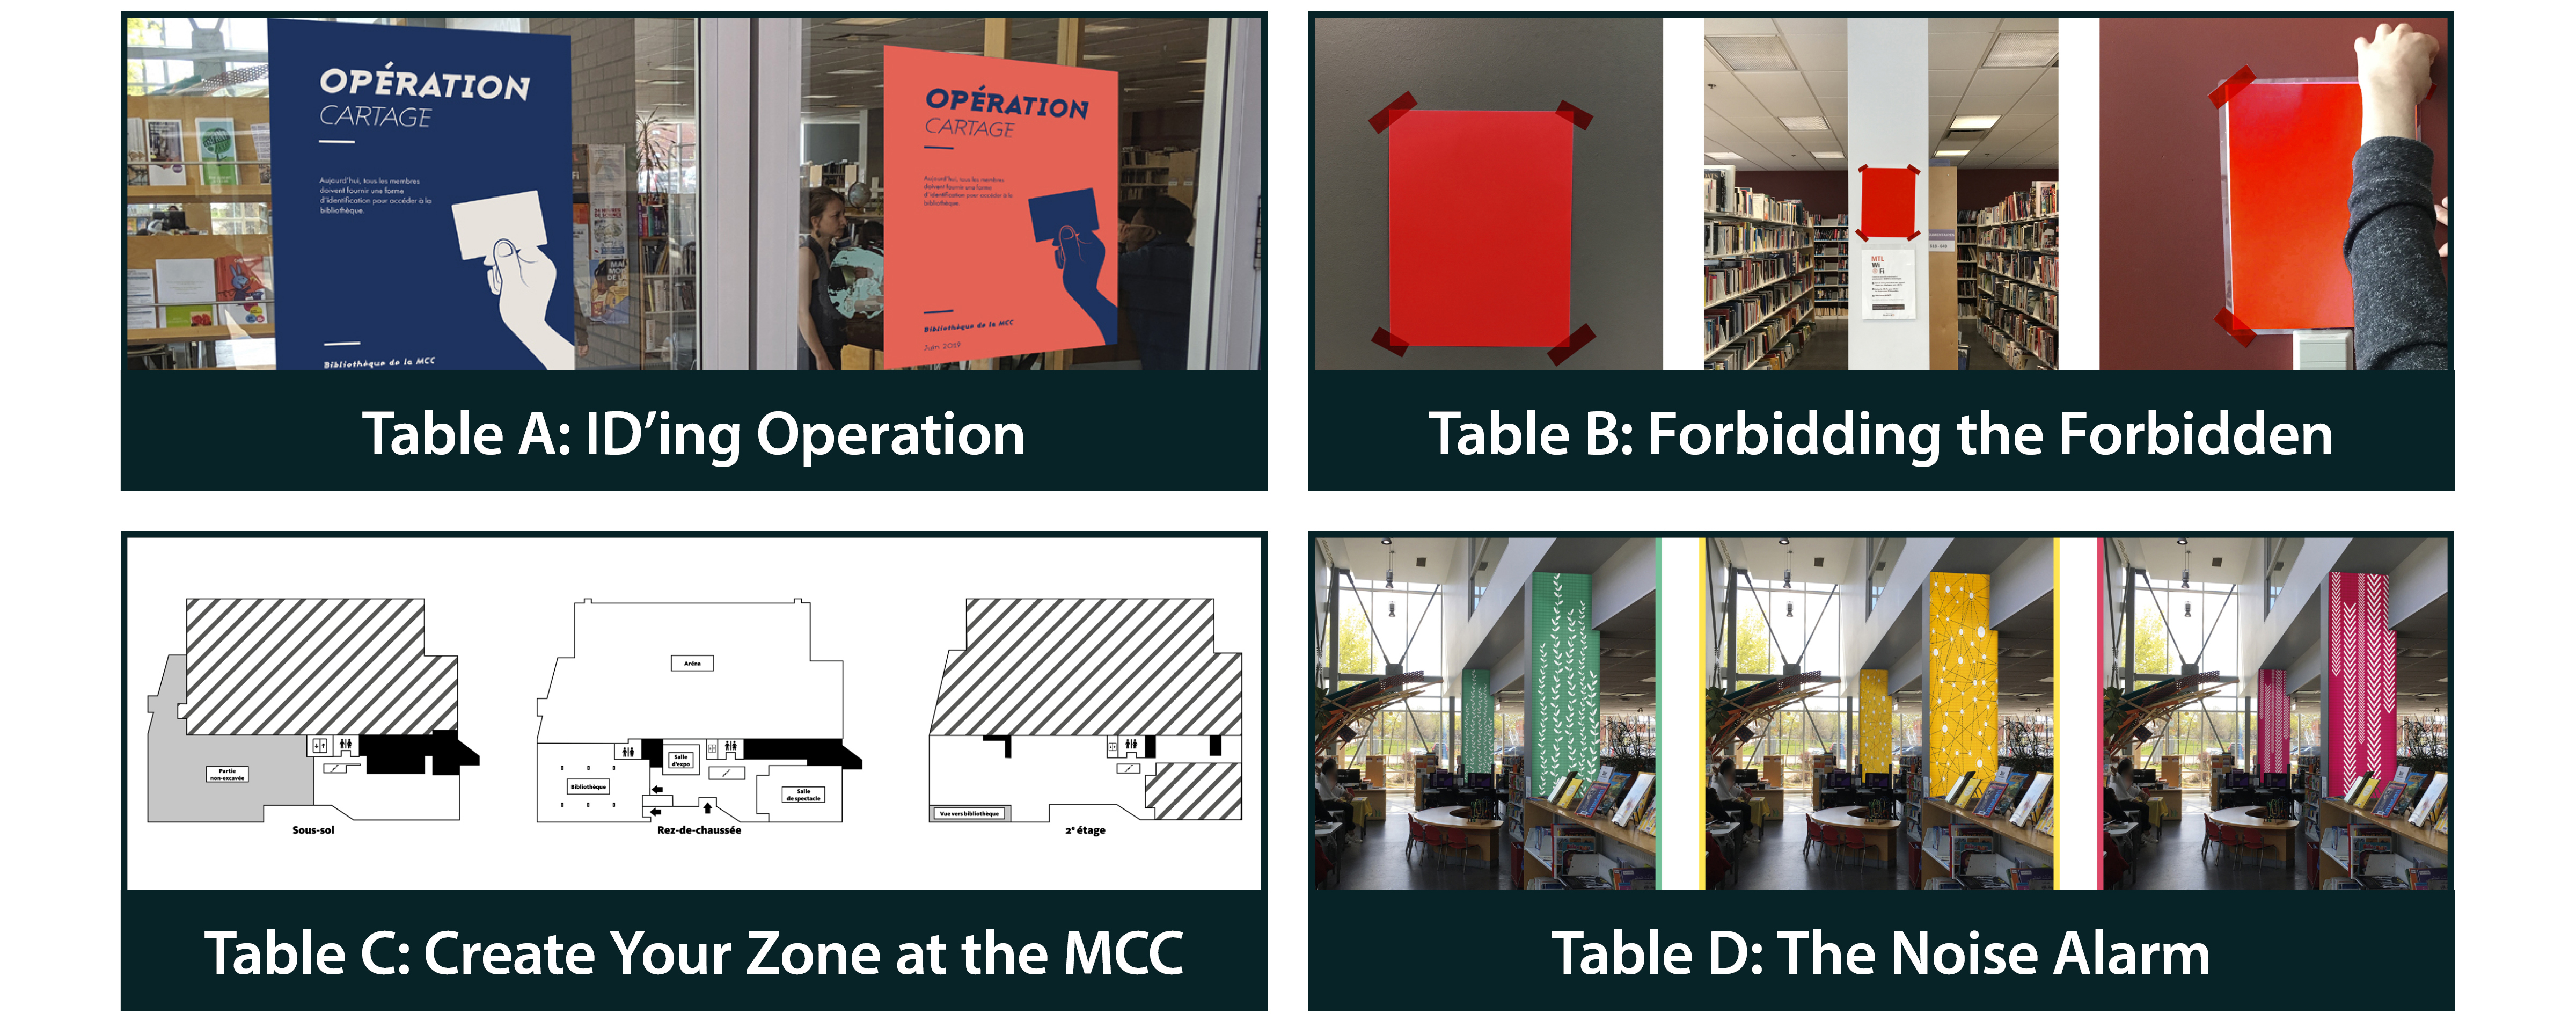 OPÉRATION
CARTAGE
Aujourd'hui, tous les membres
doivent fournir une forme
d'identification pour accéder à la
bibliothèque.
Bibliothèque de la MCC
OPÉRATION
CARTAGE
Aujourd'hui, tous les membres
doivent fournir une forme
d'identification pour accéder à la
bibliothèque.
Bibliothèque de la MCC
Juin 2019
Table A: ID'ing Operation
MTL
Wi
Fi
Table B: Forbidding the Forbidden
Partie
non-excavée
Sous-sol
Aréna
Salle
d'expo
Bibliothèque
Salle
de spectacle
Rez-de-chaussée
Vue vers bibliothèque
2e étage
Table C: Create Your Zone at the MCC
Table D: The Noise Alarm